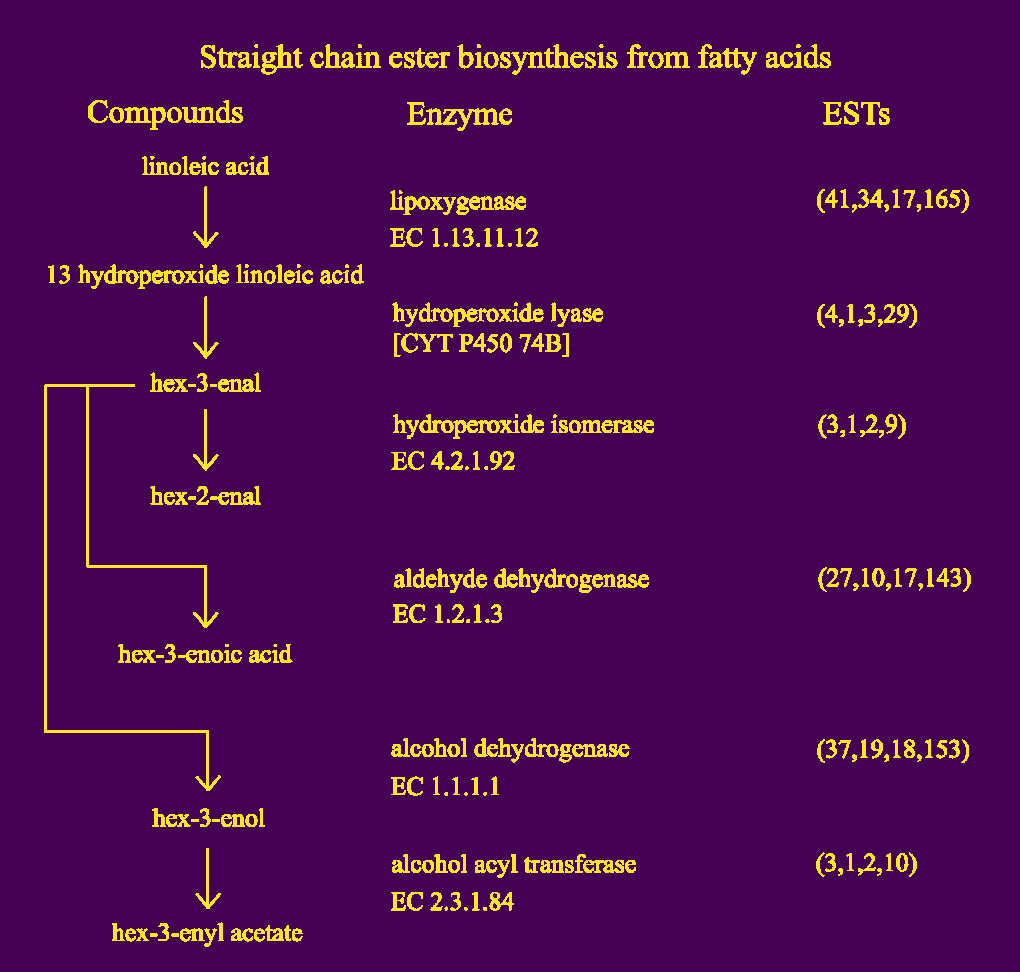 Straight chain ester biosynthesis from fatty acids
Compounds Enzyme ESTs
linoleic acid
lipoxygenase (41,34,17,165)
EC 1.13.11.12
13 hydroperoxide linoleic acid
hydroperoxide lyase (4,1,3,29)
[CYT P450 74B]
hex-3-enal
hydroperoxide isomerase (3,1,2,9)
EC 4.2.1.92
hex-2-enal
aldehyde dehydrogenase (27,10,17,143)
EC 1.2.1.3
hex-3-enoic acid
alcohol dehydrogenase (37,19,18,153)
EC 1.1.1.1
hex-3-enol
alcohol acyl transferase (3,1,2,10)
EC 2.3.1.84
hex-3-enyl acetate